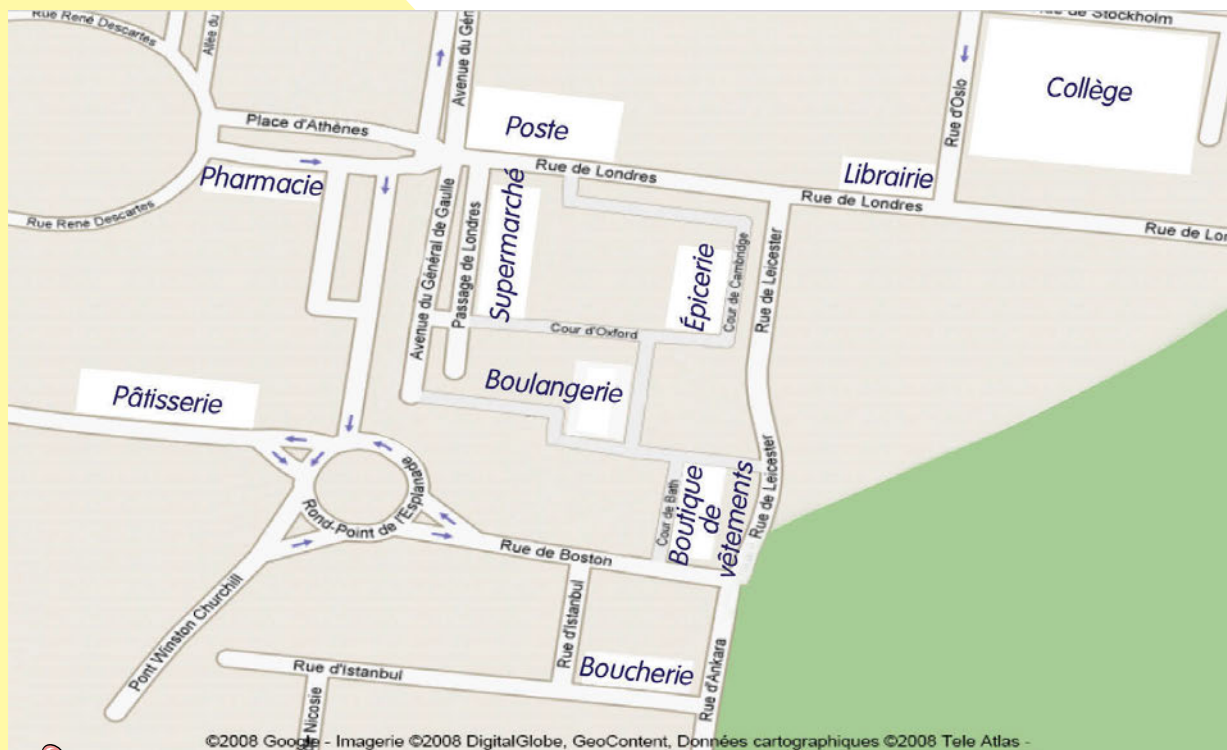 Rue René Descartes
Allée du
Avenue du Gén
de Stockholm
Rue d'Oslo
Collège
Place d'Athènes
Poste
Rue de Londres
Pharmacie
Librairie
Rue de Londres
Rue René Descartes
Rue de Lon
Avenue du Général de Gaulle
Passage de Londres
Supermarché
Épicerie
Cour de Cambridge
Rue de Leicester
Cour d'Oxford
Boulangerie
Pâtisserie
Rond-Point de l'Esplanade
Cour de Bath
Boutique
de
vêtements
Rue de Leicester
Rue de Boston
Pont Winston Churchill
Rue d'Istanbul
Rue d'Istanbul
Boucherie
Rue d'Ankara
Nicosie
©2008 Google - Imagerie ©2008 DigitalGlobe, GeoContent, Données cartographiques ©2008 Tele Atlas -